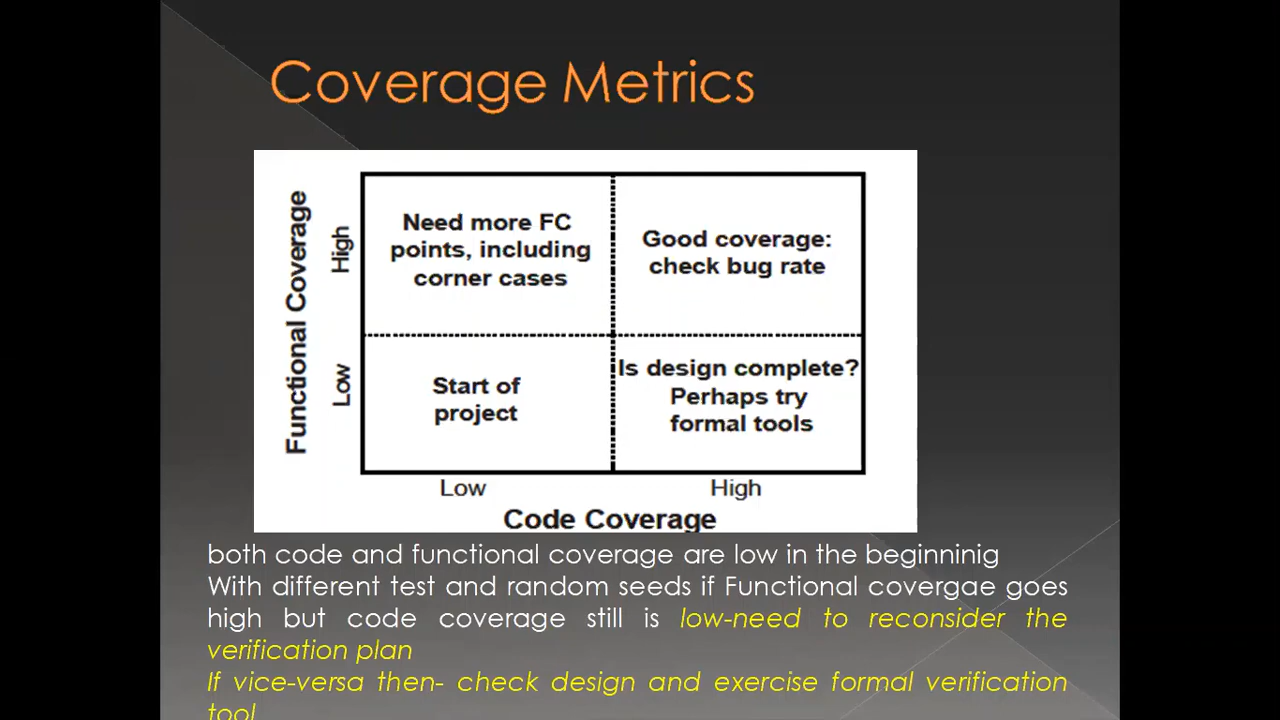 Coverage Metrics
Functional Coverage
High
Low
Need more FC
points, including
corner cases
Good coverage:
check bug rate
Start of
project
Is design complete?
Perhaps try
formal tools
Low
High
Code Coverage
both code and functional coverage are low in the beginninig
With different test and random seeds if Functional covergae goes
high but code coverage still is low-need to reconsider the
verification plan
If vice-versa then- check design and exercise formal verification
tool